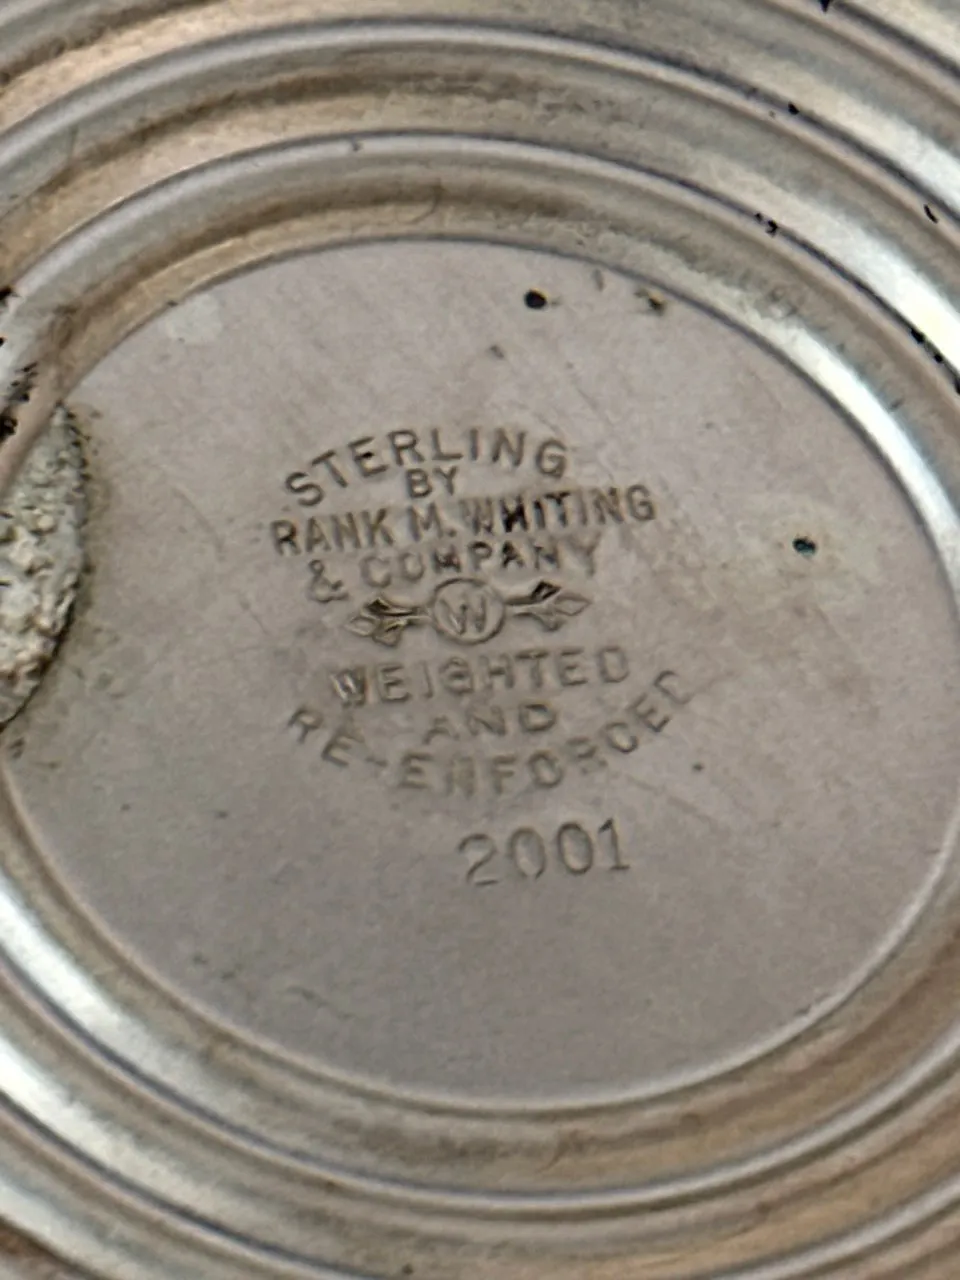 STERLING
BY
RANK M. WHITING
& COMPANY
W
WEIGHTED
AND
RE-ENFORCED
2001